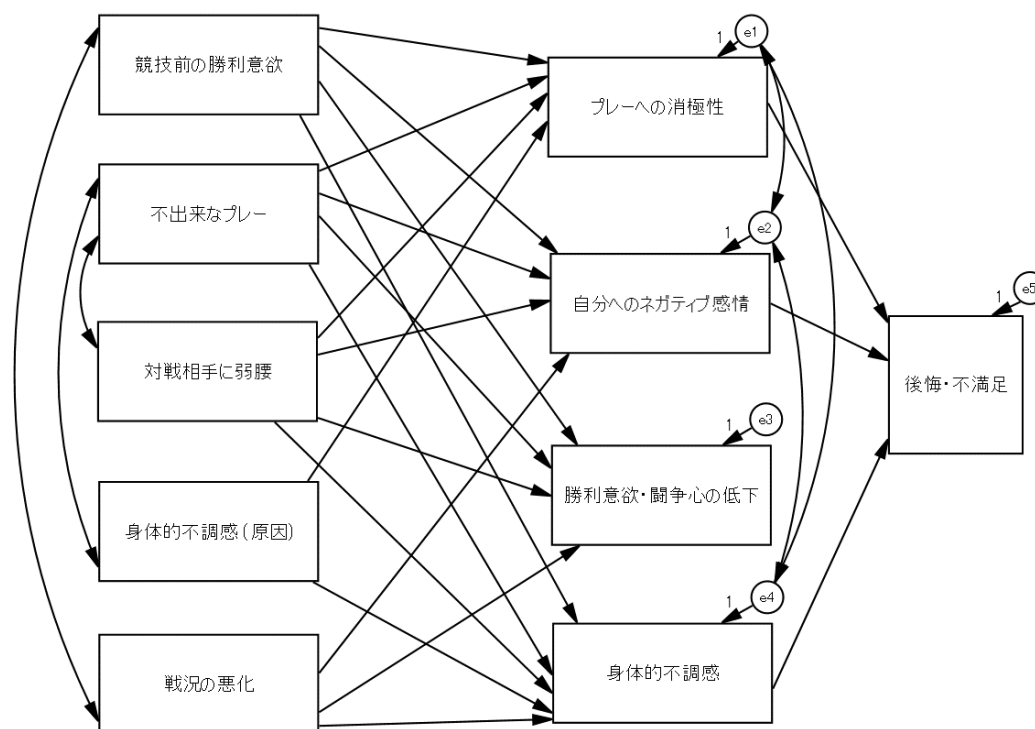 競技前の勝利意欲
不出来なプレー
対戦相手に弱腰
身体的不調感(原因)
戦況の悪化
1
e1
プレーへの消極性
1
e2
自分へのネガティブ感情
1
e3
勝利意欲・闘争心の低下
1
e4
身体的不調感
1
e5
後悔・不満足